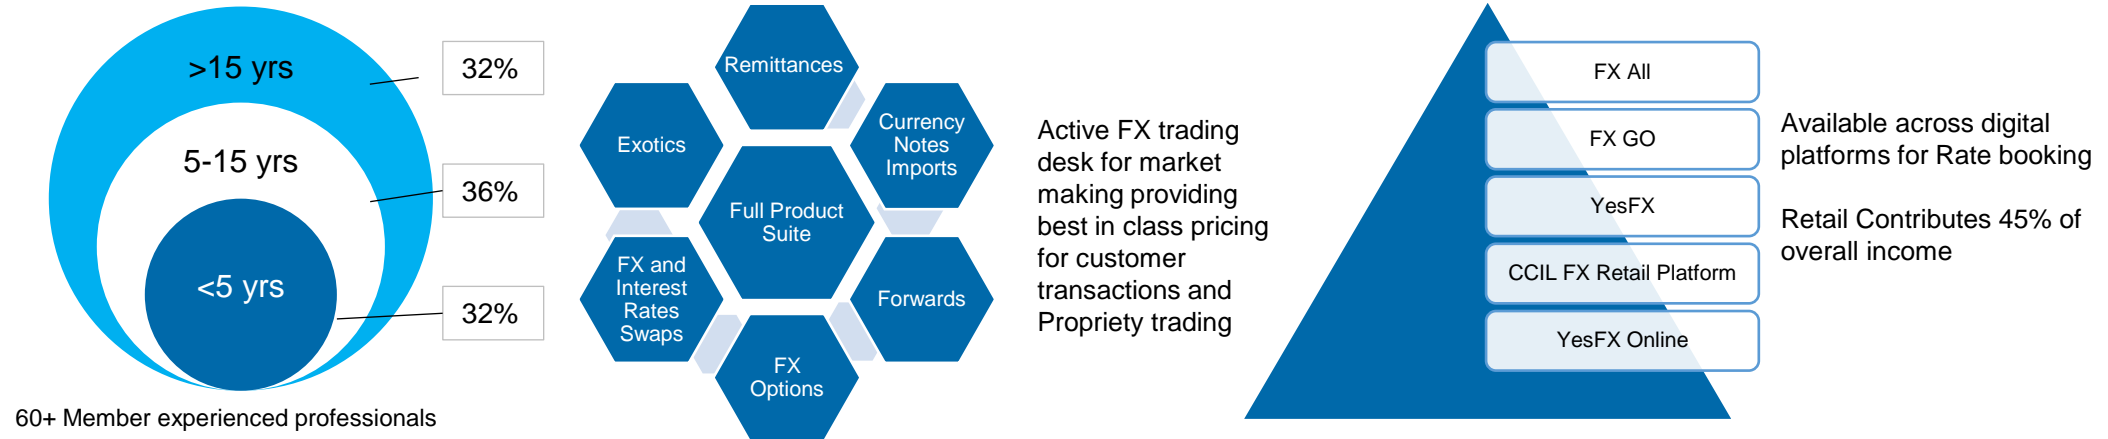 >15 yrs
32%
5-15 yrs
36%
<5 yrs
32%
60+ Member experienced professionals
Remittances
Currency
Notes
Imports
Exotics
Full Product
Suite
FX and
Interest
Rates
Swaps
Forwards
FX
Options
Active FX trading
desk for market
making providing
best in class pricing
for customer
transactions and
Propriety trading
FX All
FX GO
YesFX
CCIL FX Retail Platform
YesFX Online
Available across digital
platforms for Rate booking
Retail Contributes 45% of
overall income